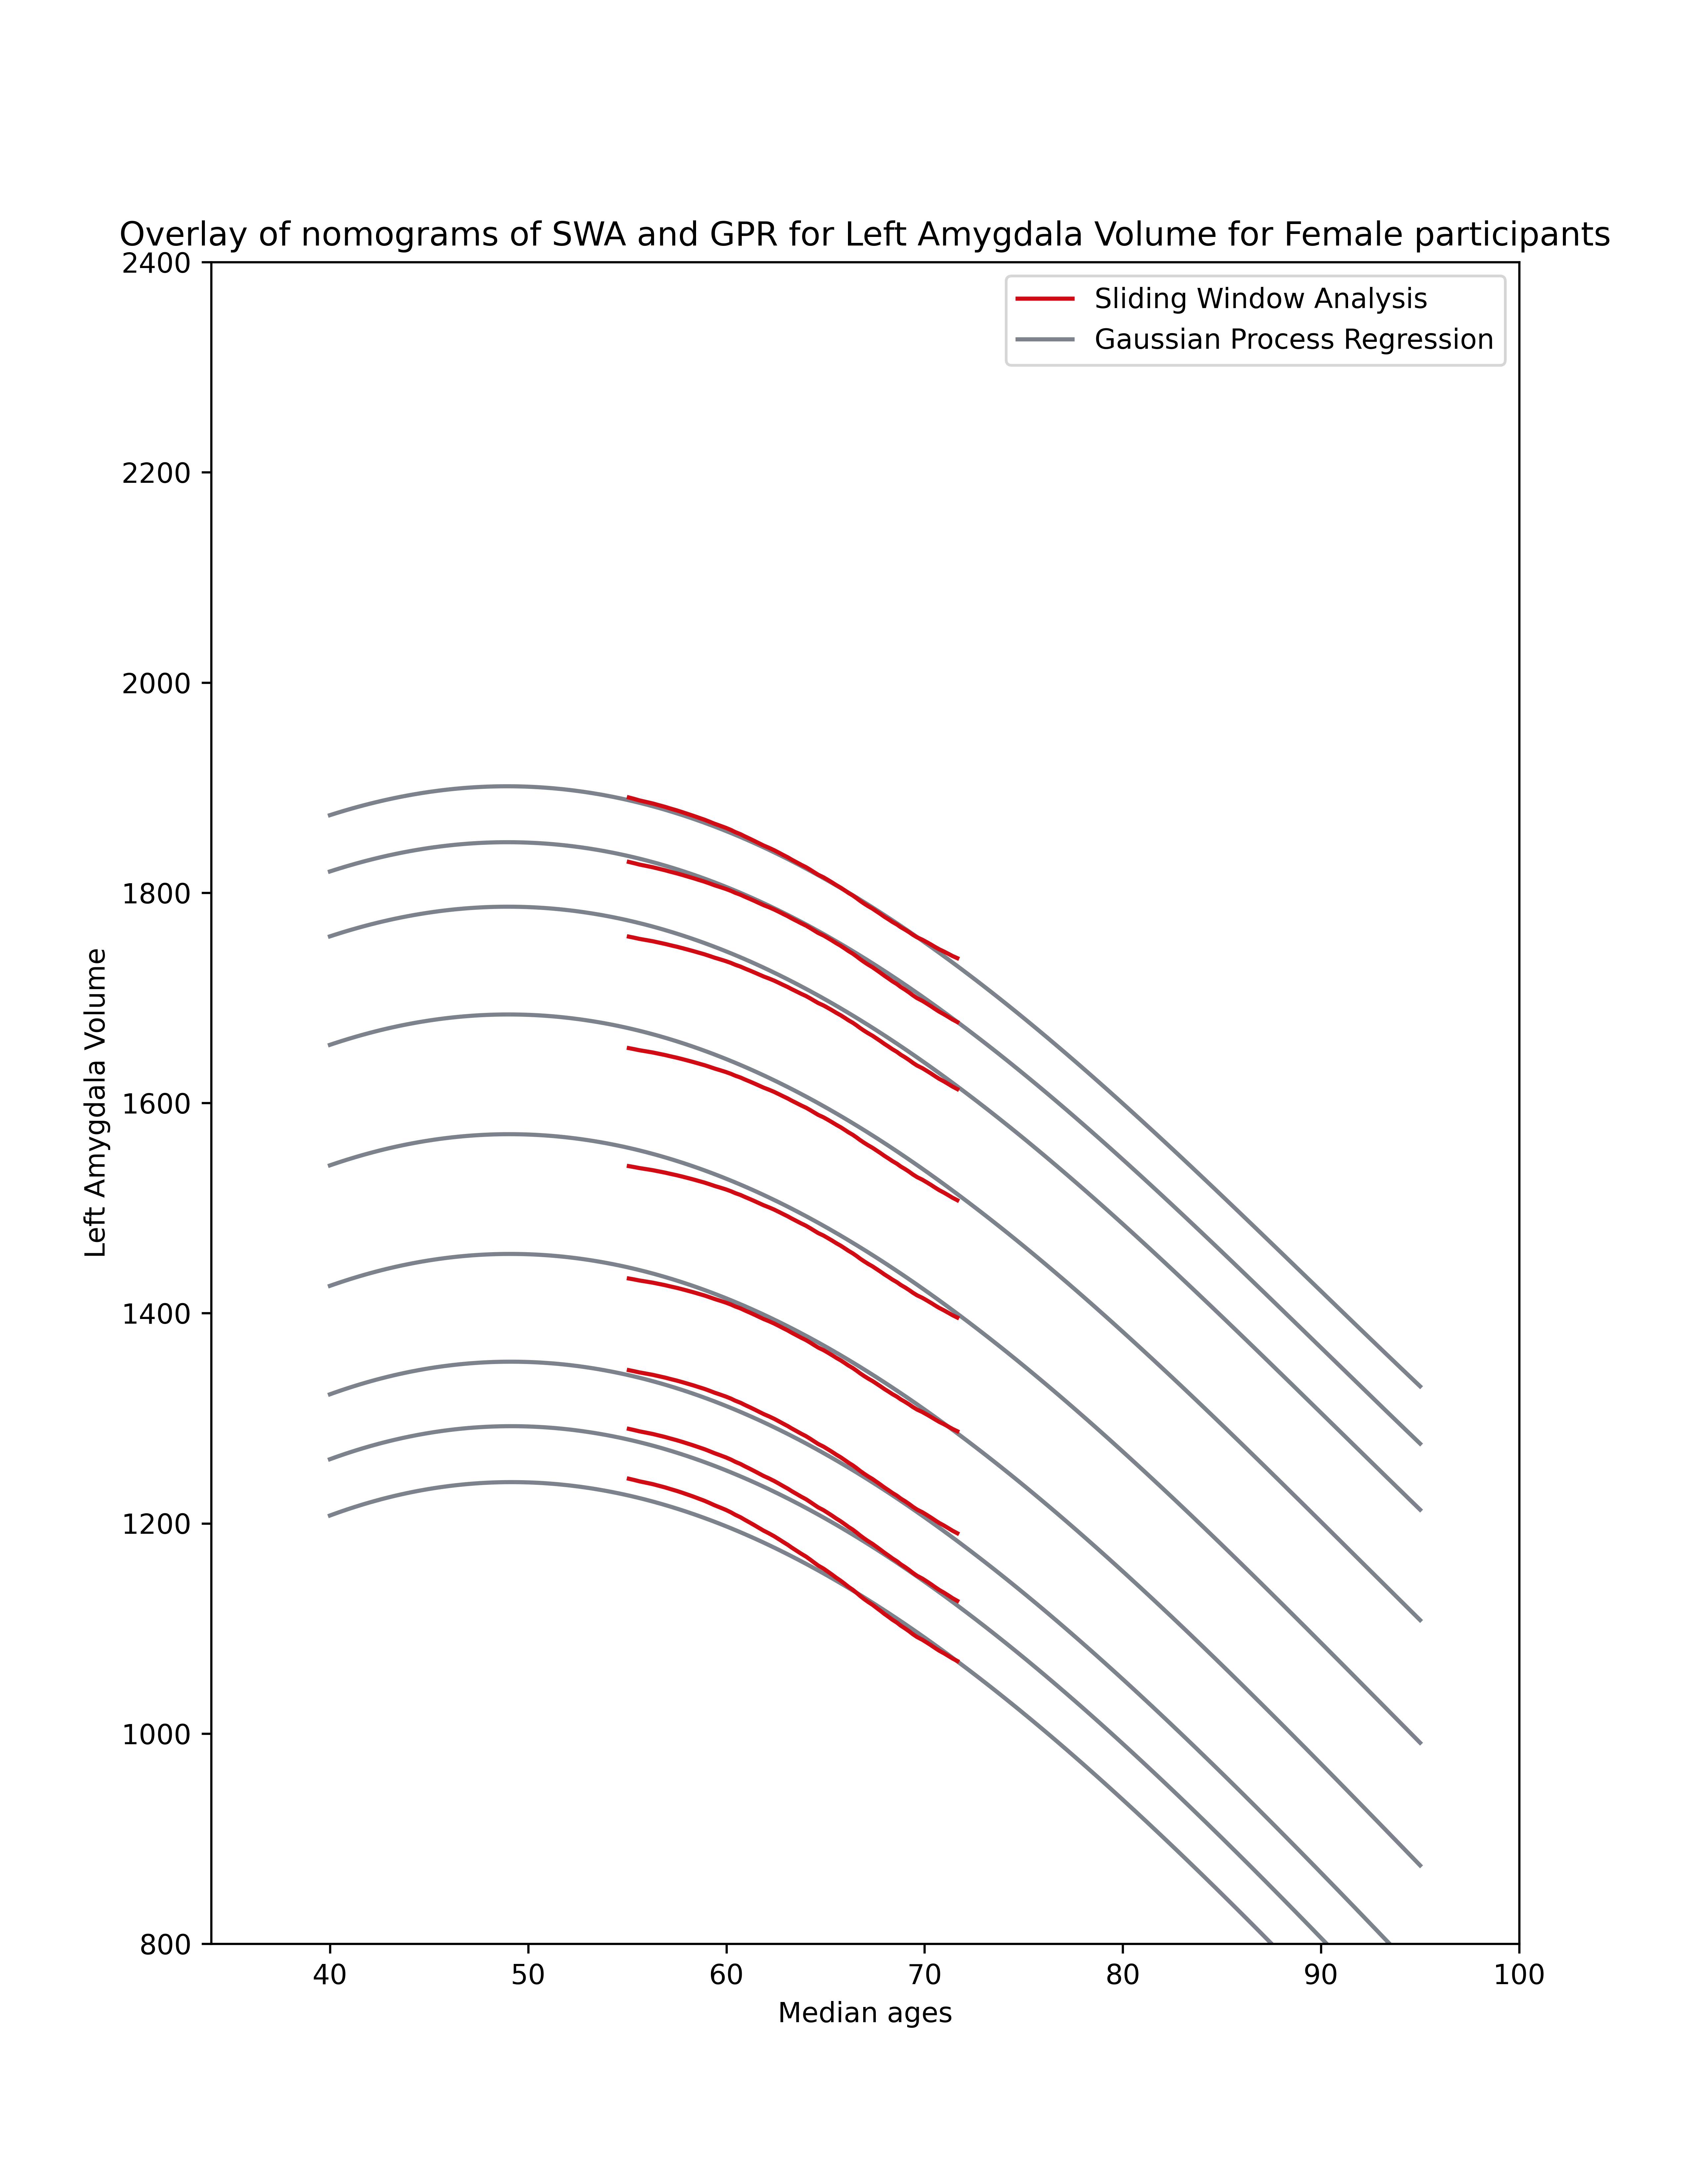 Overlay of nomograms of SWA and GPR for Left Amygdala Volume for Female participants
Sliding Window Analysis
Gaussian Process Regression
2400
2200
2000
1800
1600
1400
1200
1000
800
Left Amygdala Volume
40 50 60 70 80 90 100
Median ages